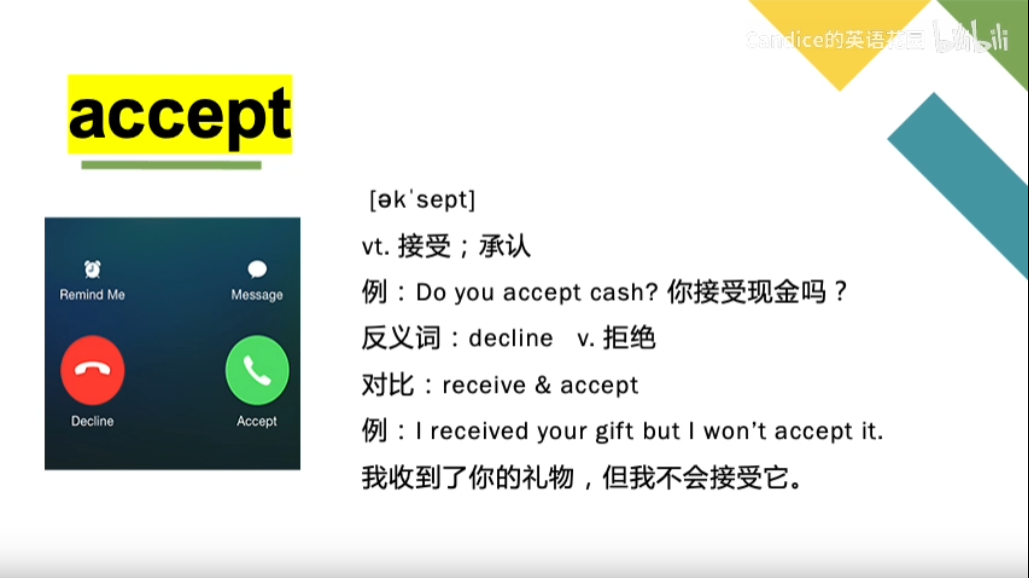 Candice的英语花园 bilibili
accept
[əkˈsept]
vt. 接受；承认
例：Do you accept cash? 你接受现金吗？
反义词：decline v. 拒绝
对比：receive & accept
例：I received your gift but I won’t accept it.
我收到了你的礼物，但我不会接受它。
Remind Me
Message
Decline
Accept